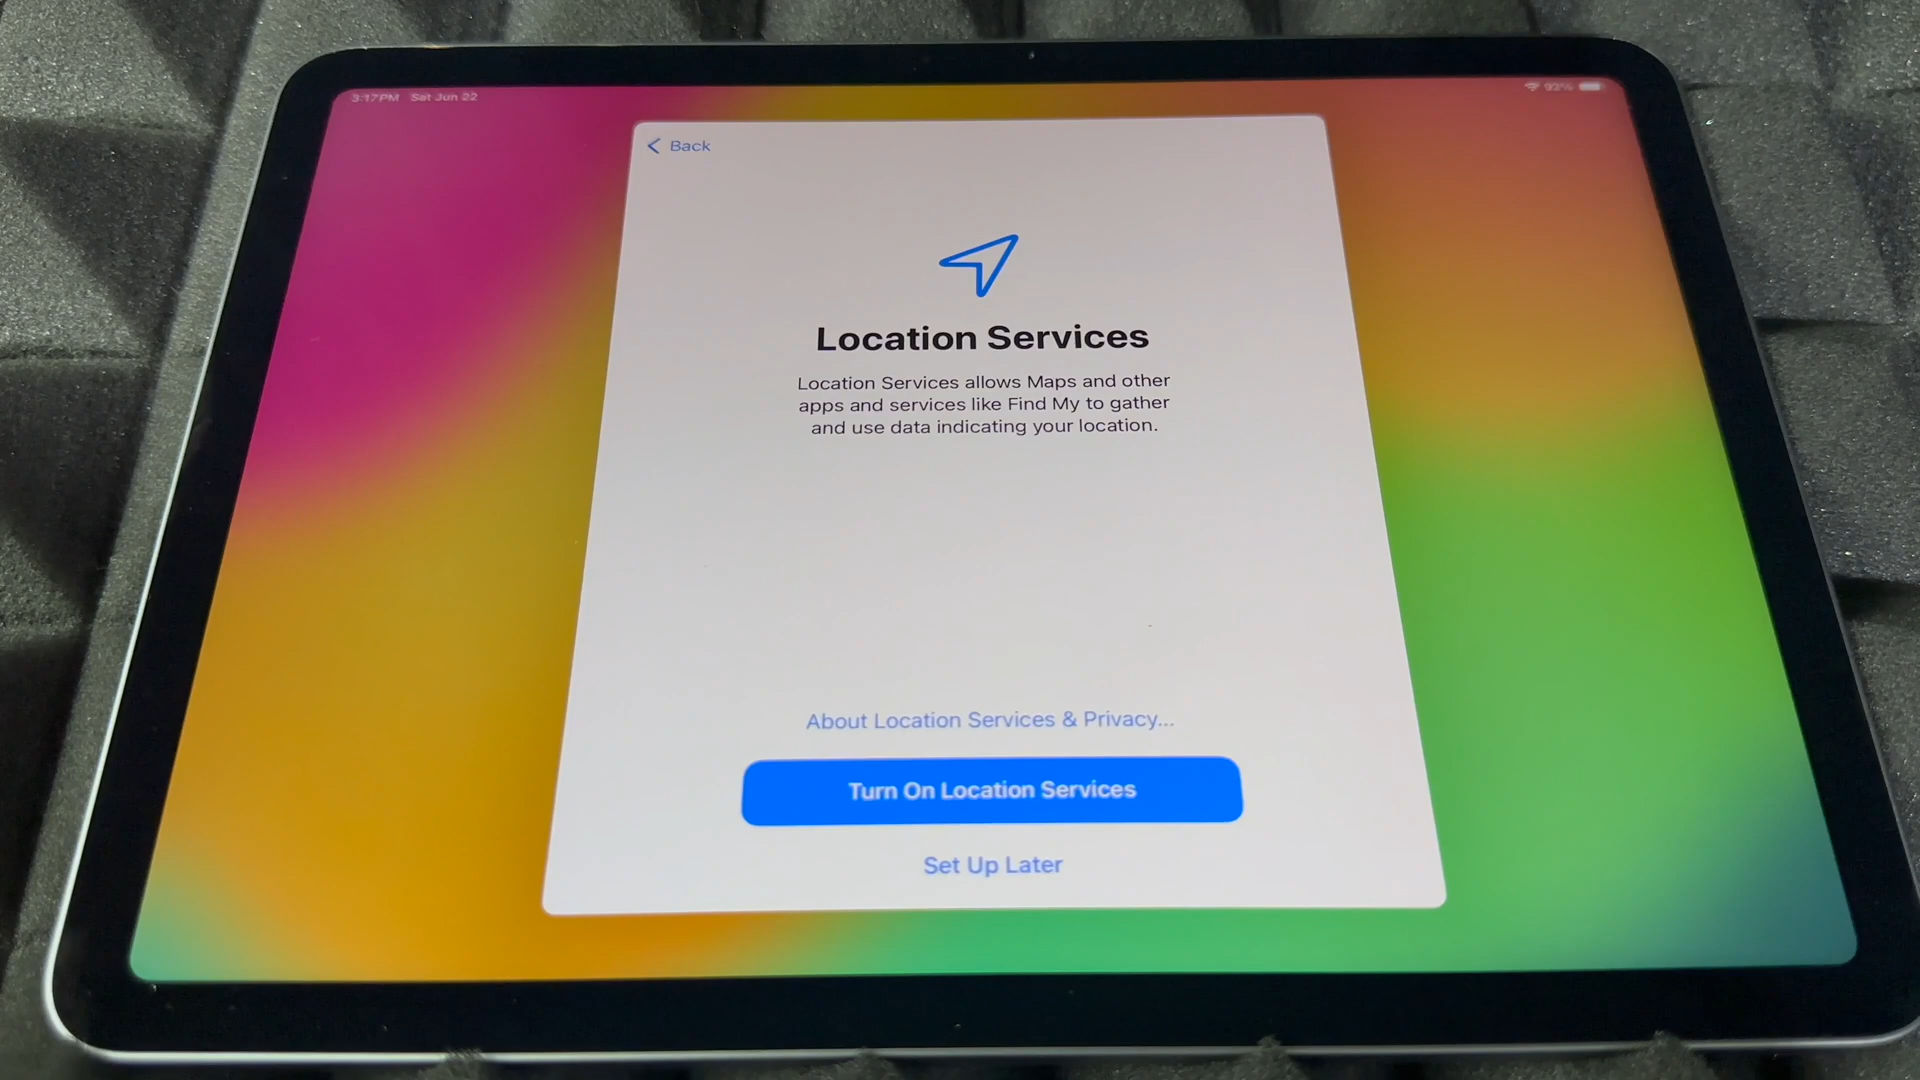 3:17 PM Sat Jun 22
92%
Back
Location Services
Location Services allows Maps and other
apps and services like Find My to gather
and use data indicating your location.
About Location Services & Privacy...
Turn On Location Services
Set Up Later